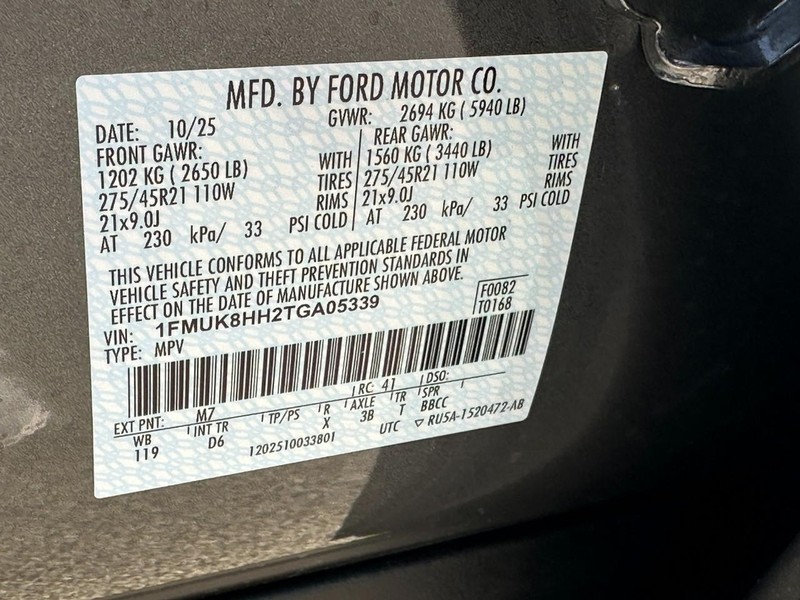 MFD. BY FORD MOTOR CO.
DATE: 10/25 GVWR: 2694 KG ( 5940 LB)
FRONT GAWR: REAR GAWR:
1202 KG ( 2650 LB) WITH 1560 KG ( 3440 LB) WITH
275/45R21 110W TIRES 275/45R21 110W TIRES
21x9.0J RIMS 21x9.0J RIMS
AT 230 kPa/ 33 PSI COLD AT 230 kPa/ 33 PSI COLD
THIS VEHICLE CONFORMS TO ALL APPLICABLE FEDERAL MOTOR
VEHICLE SAFETY AND THEFT PREVENTION STANDARDS IN
EFFECT ON THE DATE OF MANUFACTURE SHOWN ABOVE.
VIN: 1FMUK8HH2TGA05339 F0082
TYPE: MPV T0168
EXT PNT: M7 RC: 41 DSO:
WB INT TR TP/PS R AXLE TR SPR
119 D6 X 3B T BBCC
1202510033801 UTC ▽ RU5A-1520472-AB